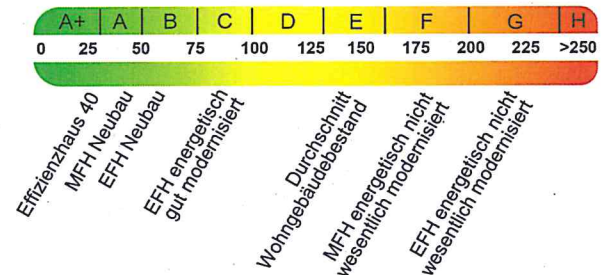 A+ A B C D E F G H
0 25 50 75 100 125 150 175 200 225 >250
Effizienzhaus 40
MFH Neubau
EFH Neubau
EFH energetisch
gut modernisiert
Durchschnitt
Wohngebäudebestand
MFH energetisch nicht
wesentlich modernisiert
EFH energetisch nicht
wesentlich modernisiert